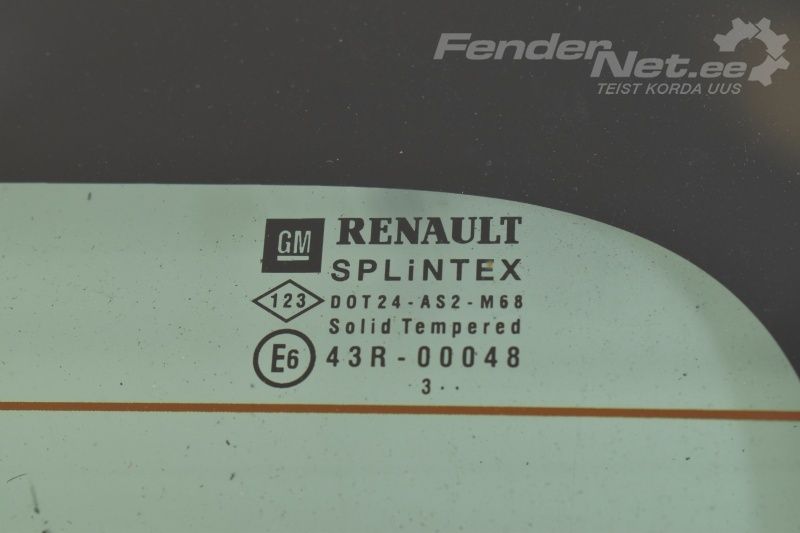 FenderNet.ee
TEIST KORDA UUS
GM RENAULT
SPLiNTEX
123 DOT24-AS2-M68
Solid Tempered
E6 43R-00048
3··